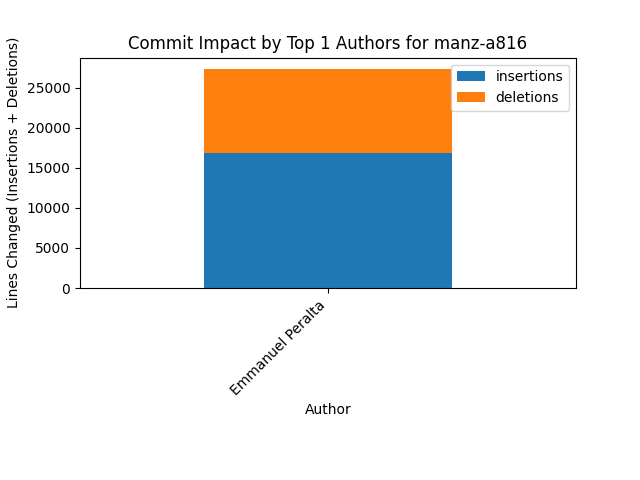 Commit Impact by Top 1 Authors for manz-a816
Lines Changed (Insertions + Deletions)
25000
20000
15000
10000
5000
0
insertions
deletions
Emmanuel Peralta
Author